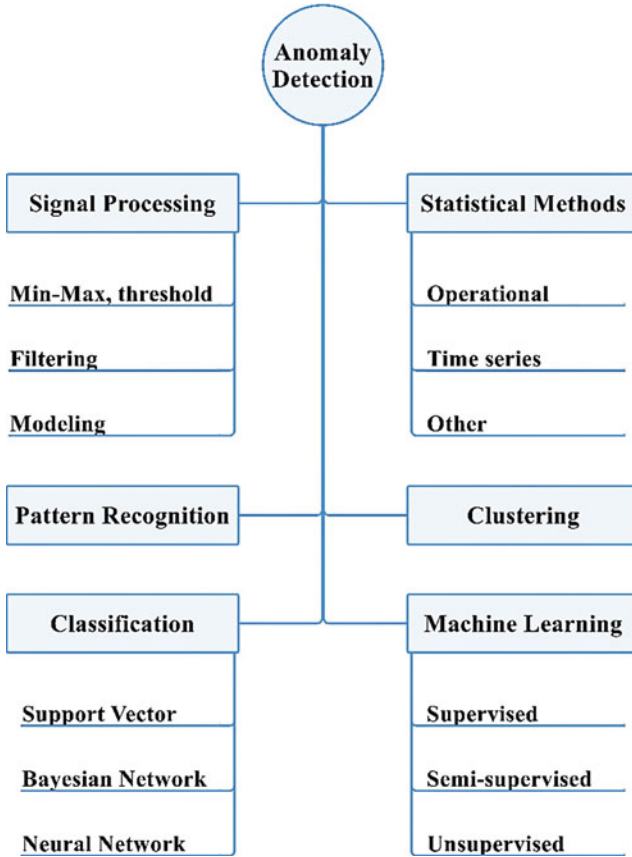 Anomaly
Detection
Signal Processing
Min-Max, threshold
Filtering
Modeling
Statistical Methods
Operational
Time series
Other
Pattern Recognition
Clustering
Classification
Support Vector
Bayesian Network
Neural Network
Machine Learning
Supervised
Semi-supervised
Unsupervised